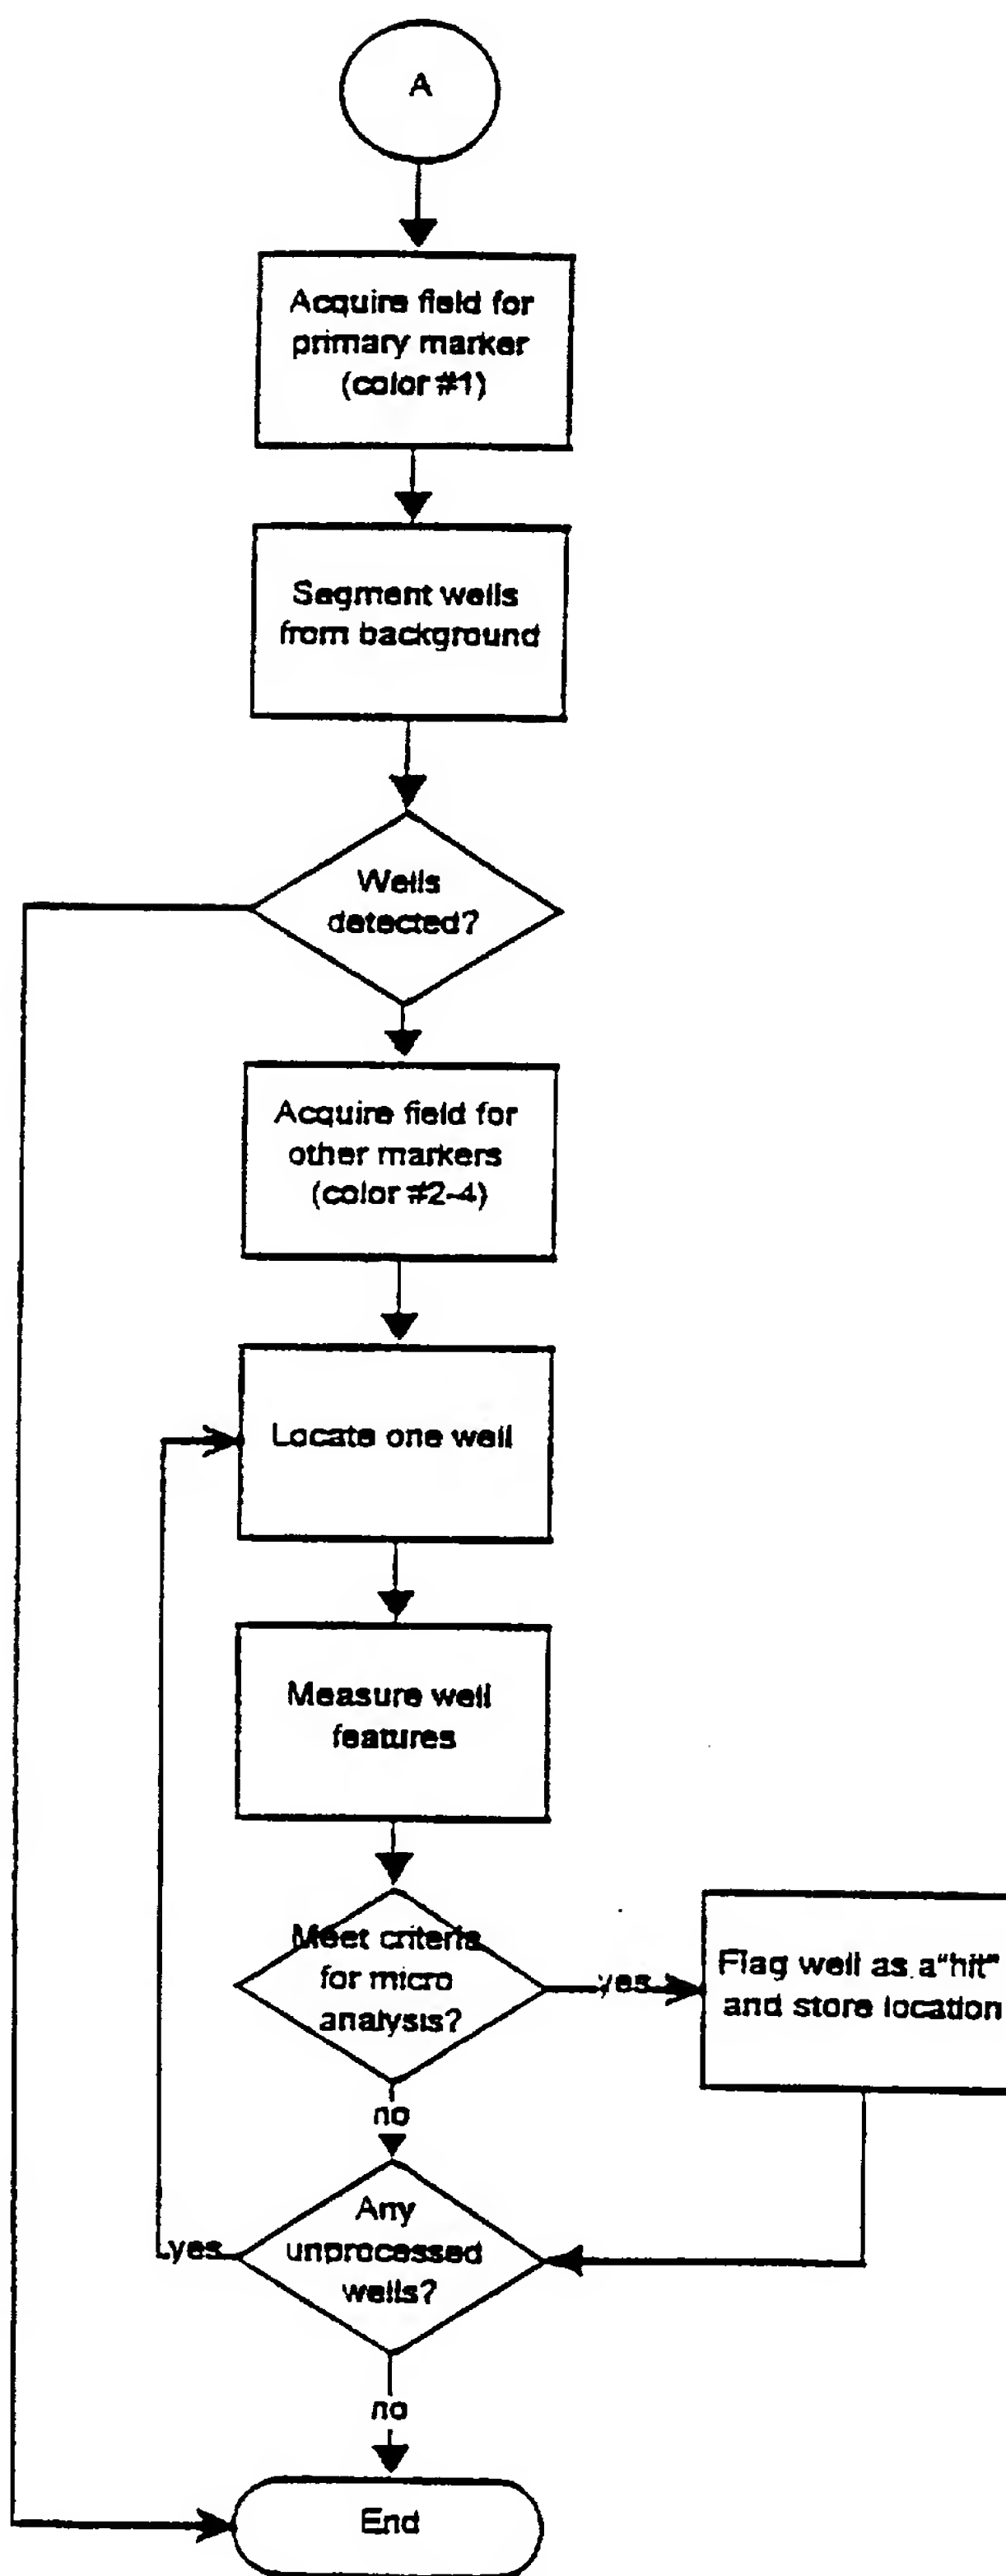 A
Acquire field for
primary marker
(color #1)
Segment wells
from background
Wells
detected?
Acquire field for
other markers
(color #2-4)
Locate one well
Measure well
features
Meet criteria
for micro
analysis?
yes
Flag well as a "hit"
and store location
no
Any
unprocessed
wells?
yes
no
End